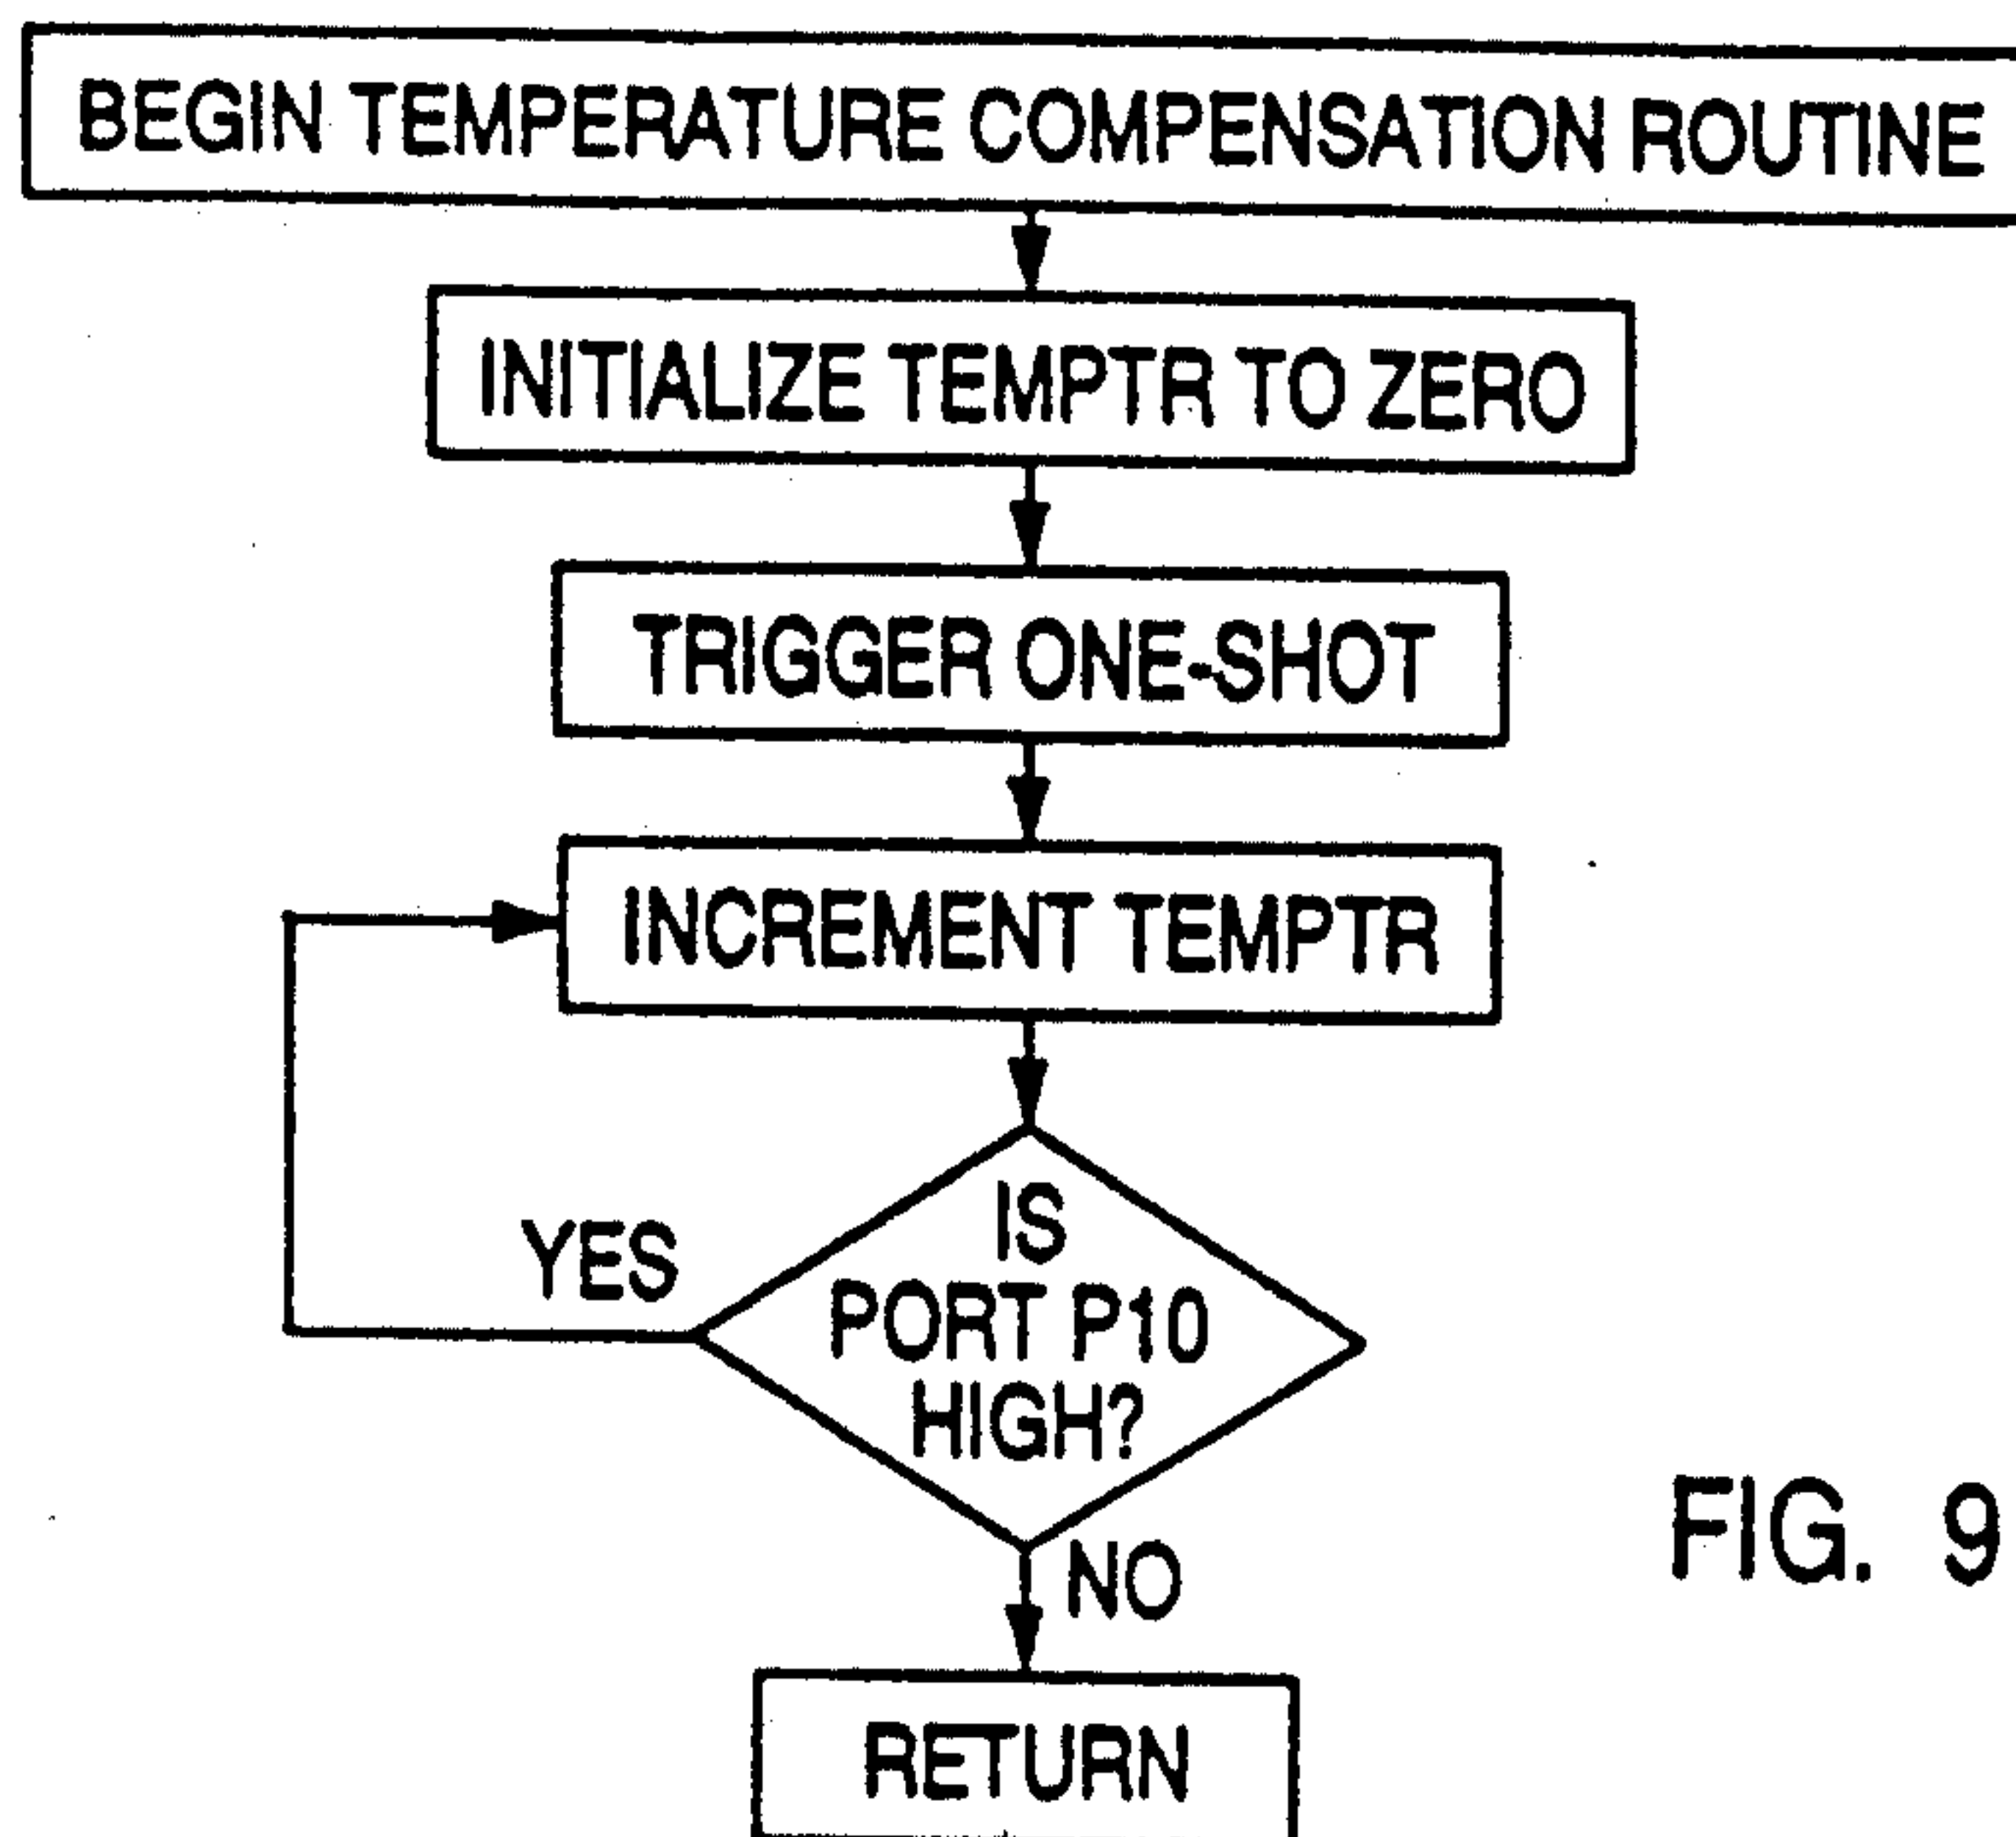 BEGIN TEMPERATURE COMPENSATION ROUTINE
INITIALIZE TEMPTR TO ZERO
TRIGGER ONE-SHOT
INCREMENT TEMPTR
IS
PORT P10
HIGH?
YES
NO
RETURN
FIG. 9